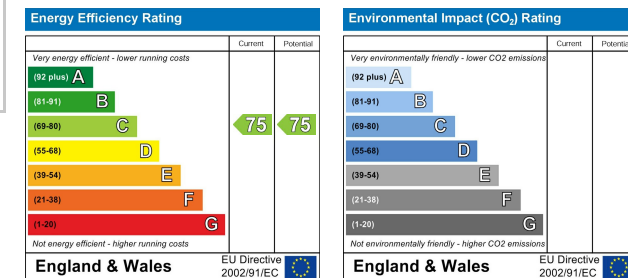 Energy Efficiency Rating
Current Potential
Very energy efficient - lower running costs
(92 plus) A
(81-91) B
(69-80) C 75 75
(55-68) D
(39-54) E
(21-38) F
(1-20) G
Not energy efficient - higher running costs
England & Wales
EU Directive
2002/91/EC
Environmental Impact (CO₂) Rating
Current Potential
Very environmentally friendly - lower CO2 emissions
(92 plus) A
(81-91) B
(69-80) C
(55-68) D
(39-54) E
(21-38) F
(1-20) G
Not environmentally friendly - higher CO2 emissions
England & Wales
EU Directive
2002/91/EC